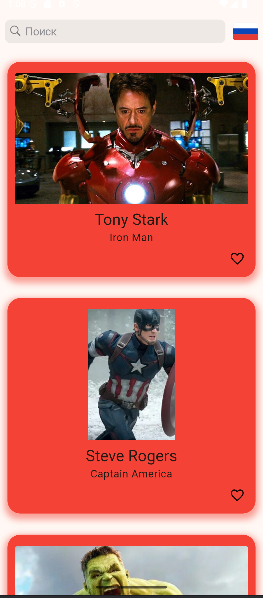 Поиск
Tony Stark
Iron Man
Steve Rogers
Captain America